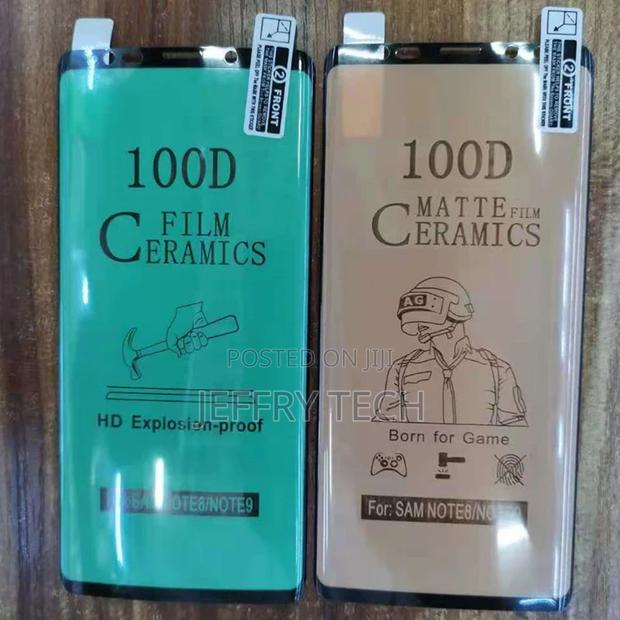 ② FRONT
100D
FILM
CERAMICS
HD Explosion-proof
NOTE8/NOTE9
② FRONT
100D
MATTE FILM
CERAMICS
AG
Born for Game
For: SAM NOTE8/
POSTED ON JIJI
JEFFRY TECH